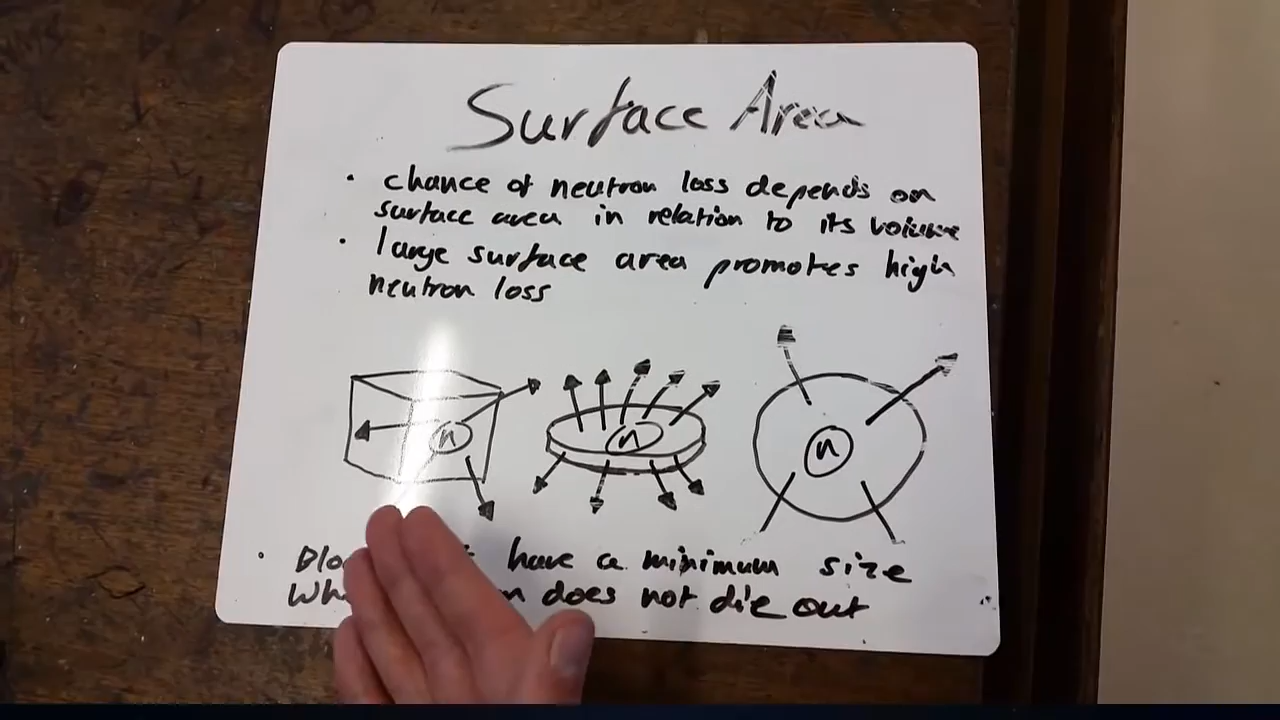 Surface Area
• chance of neutron loss depends on
surface area in relation to its volume
• large surface area promotes high
neutron loss
n
n
n
• have a minimum size
does not die out